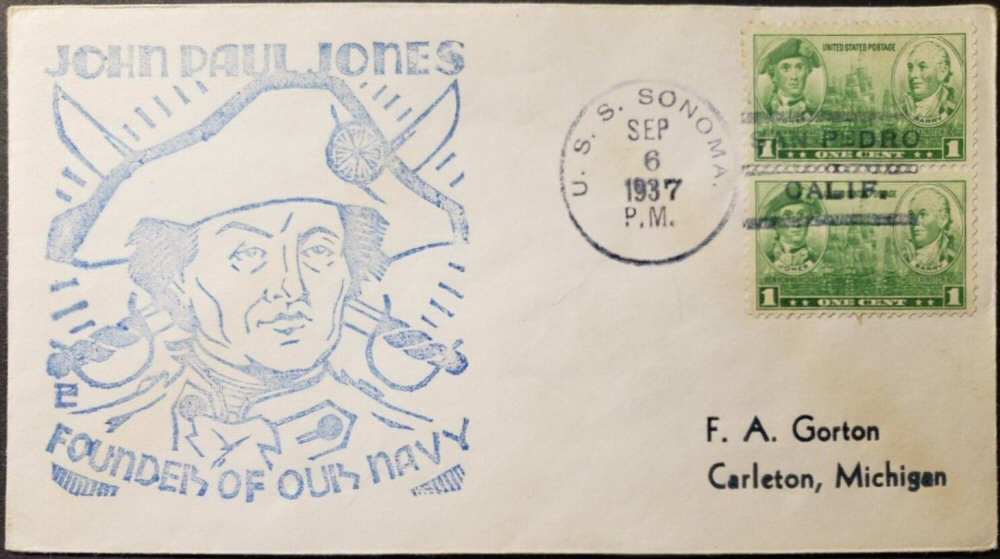 JOHN PAUL JONES
FOUNDER OF OUR NAVY
U. S. S. SONOMA.
SEP
6
1937
P.M.
SAN PEDRO
CALIF.
UNITED STATES POSTAGE
JONES
BARRY
1 ONE CENT 1
JONES
BARRY
1 ONE CENT 1
F. A. Gorton
Carleton, Michigan